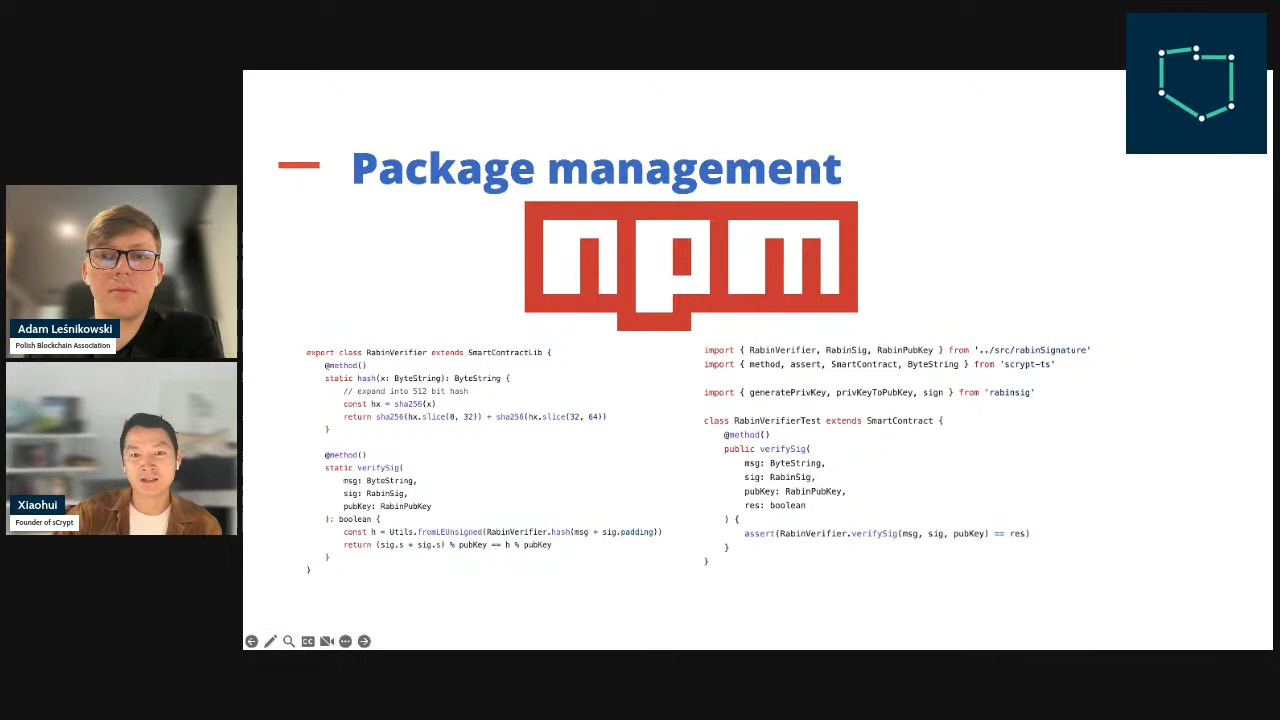 Package management
npm
export class RabinVerifier extends SmartContractLib {
@method()
static hash(x: ByteString): ByteString {
// expand into 512 bit hash
const hx = sha256(x)
return sha256(hx.slice(0, 32)) + sha256(hx.slice(32, 64))
}
@method()
static verifySig(
msg: ByteString,
sig: RabinSig,
pubKey: RabinPubKey
): boolean {
const h = Utils.fromLEUnsigned(RabinVerifier.hash(msg + sig.padding))
return (sig.s * sig.s) % pubKey == h % pubKey
}
}
import { RabinVerifier, RabinSig, RabinPubKey } from '../src/rabinSignature'
import { method, assert, SmartContract, ByteString } from 'scrypt-ts'
import { generatePrivKey, privKeyToPubKey, sign } from 'rabinsig'
class RabinVerifierTest extends SmartContract {
@method()
public verifySig(
msg: ByteString,
sig: RabinSig,
pubKey: RabinPubKey,
res: boolean
) {
assert(RabinVerifier.verifySig(msg, sig, pubKey) == res)
}
}
Adam Leśnikowski
Polish Blockchain Association
Xiaohui
Founder of sCrypt
CC